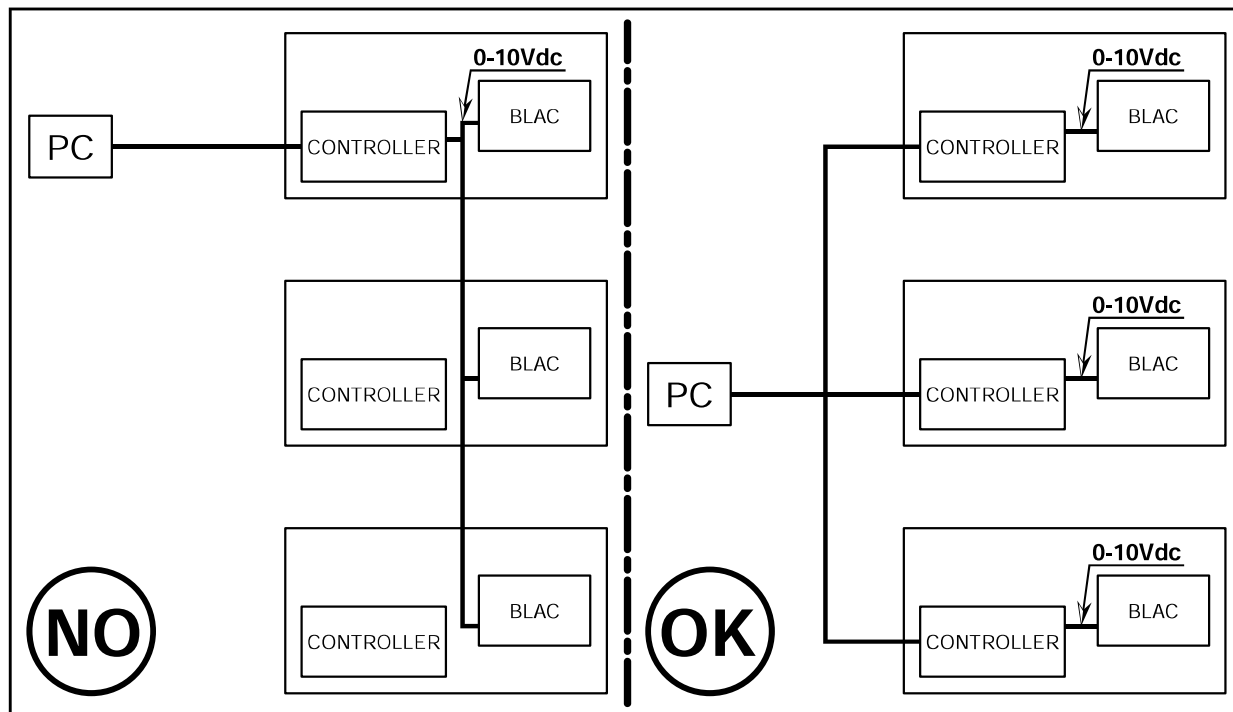 0-10Vdc
BLAC
PC
CONTROLLER
BLAC
CONTROLLER
BLAC
CONTROLLER
NO
0-10Vdc
BLAC
CONTROLLER
0-10Vdc
BLAC
PC
CONTROLLER
0-10Vdc
BLAC
CONTROLLER
OK